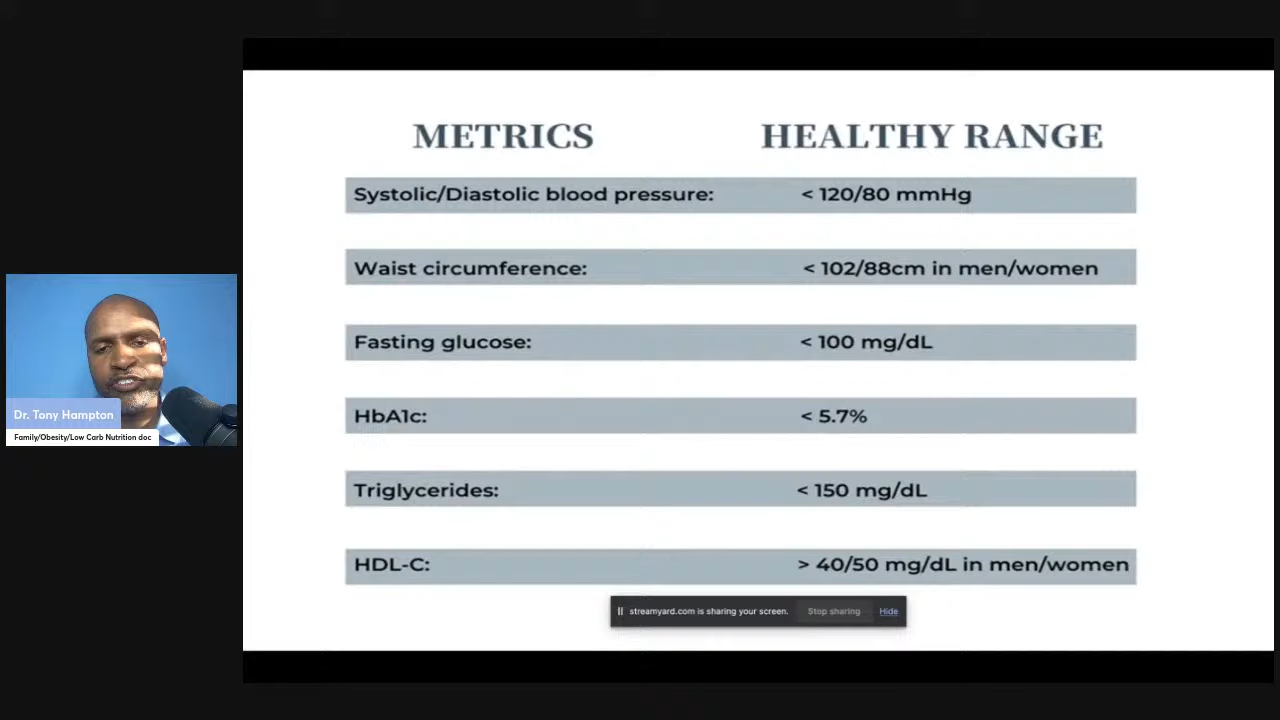 METRICS HEALTHY RANGE
Systolic/Diastolic blood pressure: < 120/80 mmHg
Waist circumference: < 102/88cm in men/women
Fasting glucose: < 100 mg/dL
HbA1c: < 5.7%
Triglycerides: < 150 mg/dL
HDL-C: > 40/50 mg/dL in men/women
streamyard.com is sharing your screen. Stop sharing Hide
Dr. Tony Hampton
Family/Obesity/Low Carb Nutrition doc